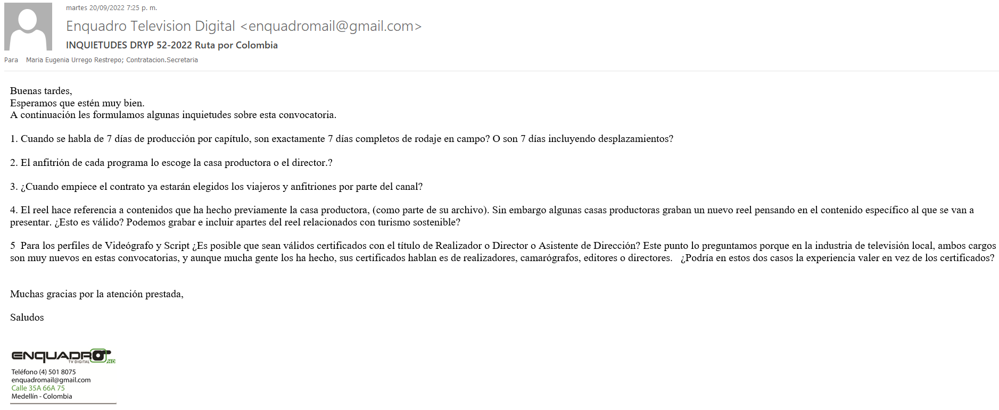 martes 20/09/2022 7:25 p. m.
Enquadro Television Digital <enquadromail@gmail.com>
INQUIETUDES DRYP 52-2022 Ruta por Colombia
Para Maria Eugenia Urrego Restrepo; Contratacion.Secretaria
Buenas tardes,
Esperamos que estén muy bien.
A continuación les formulamos algunas inquietudes sobre esta convocatoria.
1. Cuando se habla de 7 días de producción por capítulo, son exactamente 7 días completos de rodaje en campo? O son 7 días incluyendo desplazamientos?
2. El anfitrión de cada programa lo escoge la casa productora o el director.?
3. ¿Cuando empiece el contrato ya estarán elegidos los viajeros y anfitriones por parte del canal?
4. El reel hace referencia a contenidos que ha hecho previamente la casa productora, (como parte de su archivo). Sin embargo algunas casas productoras graban un nuevo reel pensando en el contenido específico al que se van a
presentar. ¿Esto es válido? Podemos grabar e incluir apartes del reel relacionados con turismo sostenible?
5  Para los perfiles de Videógrafo y Script ¿Es posible que sean válidos certificados con el título de Realizador o Director o Asistente de Dirección? Este punto lo preguntamos porque en la industria de televisión local, ambos cargos
son muy nuevos en estas convocatorias, y aunque mucha gente los ha hecho, sus certificados hablan es de realizadores, camarógrafos, editores o directores.   ¿Podría en estos dos casos la experiencia valer en vez de los certificados?
Muchas gracias por la atención prestada,
Saludos
ENQUADRO
TV DIGITAL HD
Teléfono (4) 501 8075
enquadromail@gmail.com
Calle 35A 66A 75
Medellín - Colombia